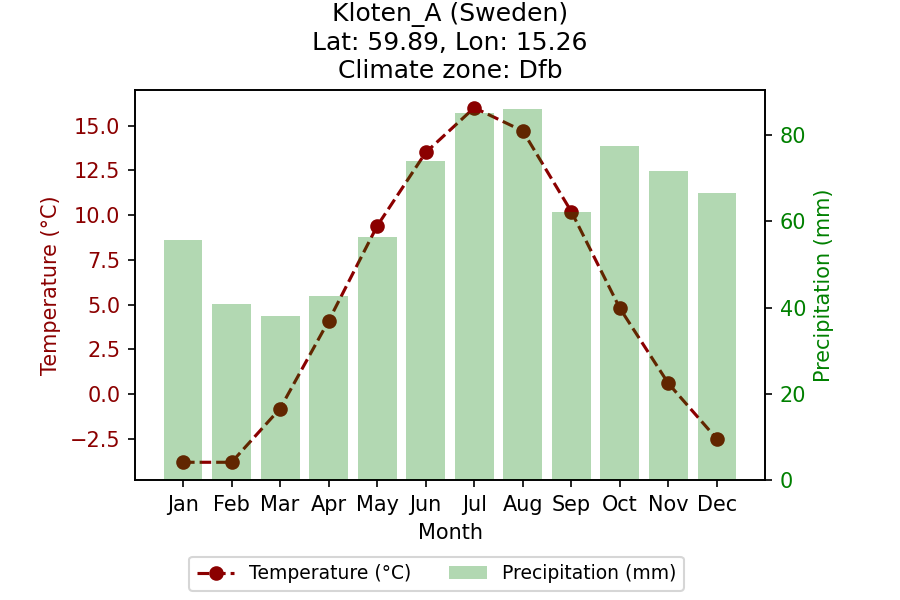 Kloten_A (Sweden)
Lat: 59.89, Lon: 15.26
Climate zone: Dfb
Temperature (°C)
15.0
12.5
10.0
7.5
5.0
2.5
0.0
−2.5
80
60
40
20
0
Precipitation (mm)
Jan Feb Mar Apr May Jun Jul Aug Sep Oct Nov Dec
Month
Temperature (°C) Precipitation (mm)